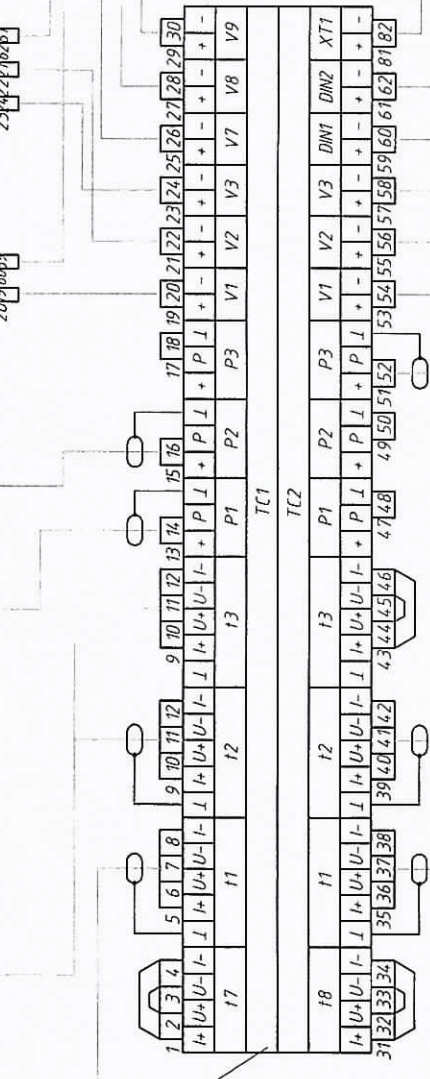 1 2 3 4 5 6 7 8 9 10 11 12 9 10 11 12 13 14 15 16 17 18 19 20 21 22 23 24 25 26 27 28 29 30
I+ U+ U- I- ⊥ I+ U+ U- I- ⊥ I+ U+ U- I- ⊥ I+ U+ U- I- + P ⊥ + P ⊥ + P ⊥ + - + - + - + - + - + -
t7 t1 t2 t3 P1 P2 P3 V1 V2 V3 V7 V8 V9
TC1
TC2
t8 t1 t2 t3 P1 P2 P3 V1 V2 V3 DIN1 DIN2 XT1
I+ U+ U- I- ⊥ I+ U+ U- I- ⊥ I+ U+ U- I- ⊥ I+ U+ U- I- + P ⊥ + P ⊥ + P ⊥ + - + - + - + - + - + -
31 32 33 34 35 36 37 38 39 40 41 42 43 44 45 46 47 48 49 50 51 52 53 54 55 56 57 58 59 60 61 62 81 82